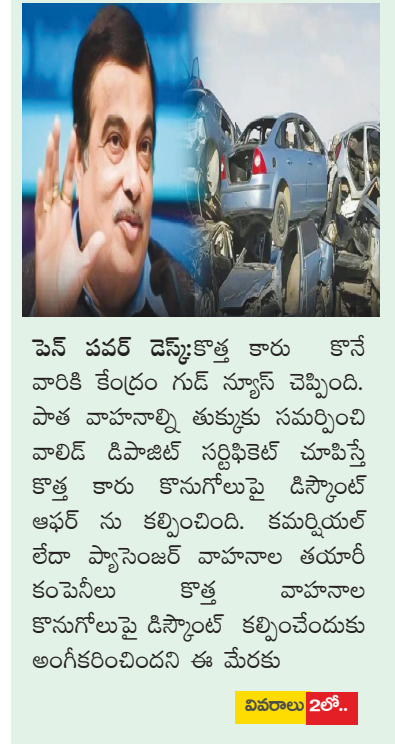 పెన్ పవర్ డెస్క్:కొత్త కారు కొనే
వారికి కేంద్రం గుడ్ న్యూస్ చెప్పింది.
పాత వాహనాల్ని తుక్కుకు సమర్పించి
వాలిడ్ డిపాజిట్ సర్టిఫికెట్ చూపిస్తే
కొత్త కారు కొనుగోలుపై డిస్కౌంట్
ఆఫర్ ను కల్పించింది. కమర్షియల్
లేదా ప్యాసెంజర్ వాహనాల తయారీ
కంపెనీలు కొత్త వాహనాల
కొనుగోలుపై డిస్కౌంట్ కల్పించేందుకు
అంగీకరించిందని ఈ మేరకు
వివరాలు 2లో..